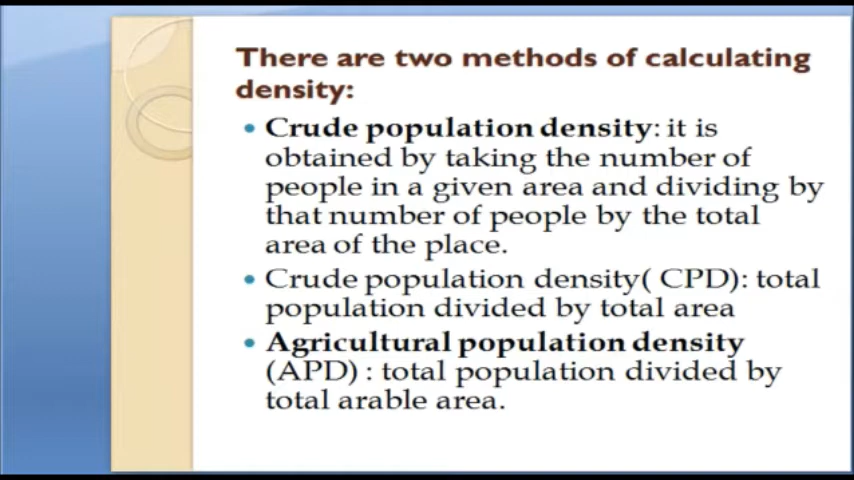 There are two methods of calculating
density:
• Crude population density: it is
obtained by taking the number of
people in a given area and dividing by
that number of people by the total
area of the place.
• Crude population density( CPD): total
population divided by total area
• Agricultural population density
(APD) : total population divided by
total arable area.